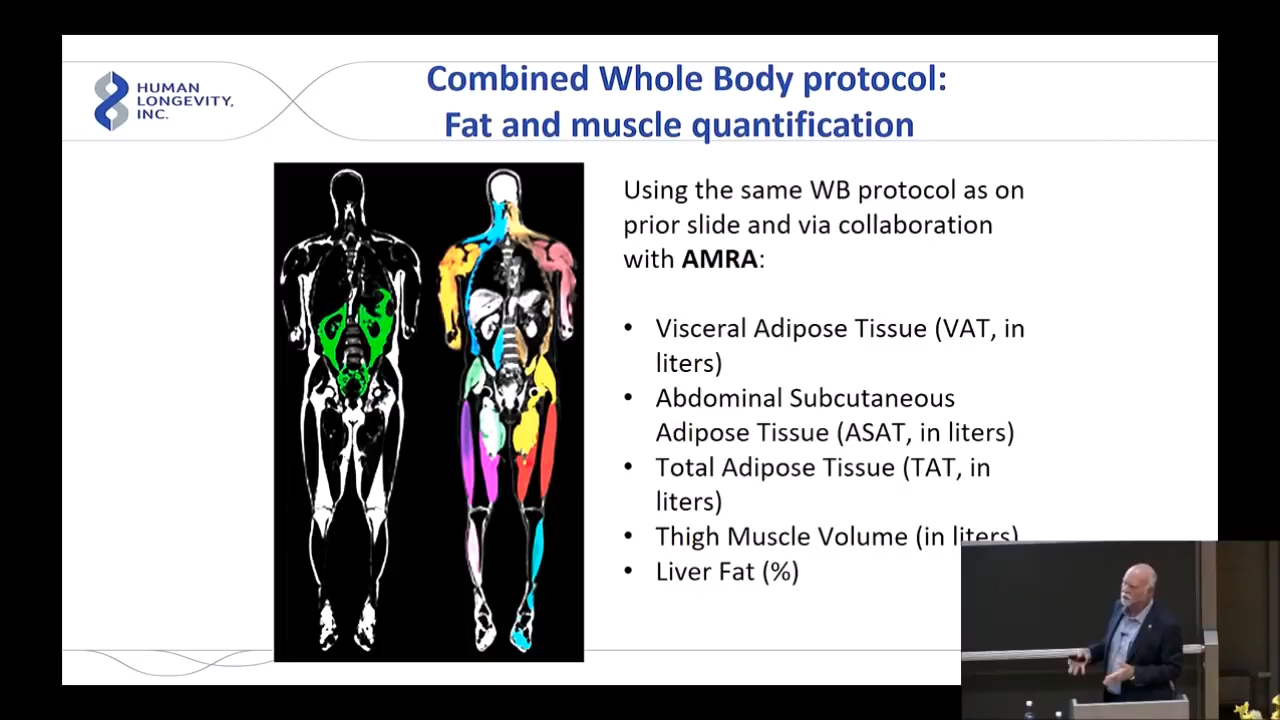 HUMAN
LONGEVITY,
INC.
Combined Whole Body protocol:
Fat and muscle quantification
Using the same WB protocol as on
prior slide and via collaboration
with AMRA:
• Visceral Adipose Tissue (VAT, in
liters)
• Abdominal Subcutaneous
Adipose Tissue (ASAT, in liters)
• Total Adipose Tissue (TAT, in
liters)
• Thigh Muscle Volume (in liters)
• Liver Fat (%)